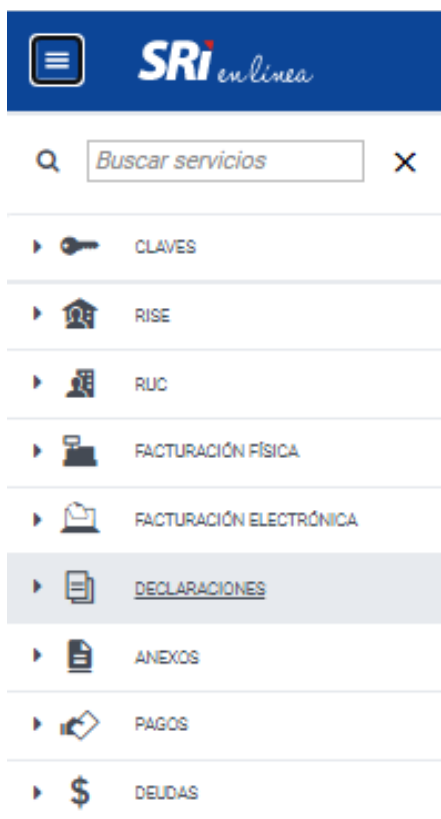 SRi en línea
Buscar servicios
CLAVES
RISE
RUC
FACTURACIÓN FÍSICA
FACTURACIÓN ELECTRÓNICA
DECLARACIONES
ANEXOS
PAGOS
DEUDAS